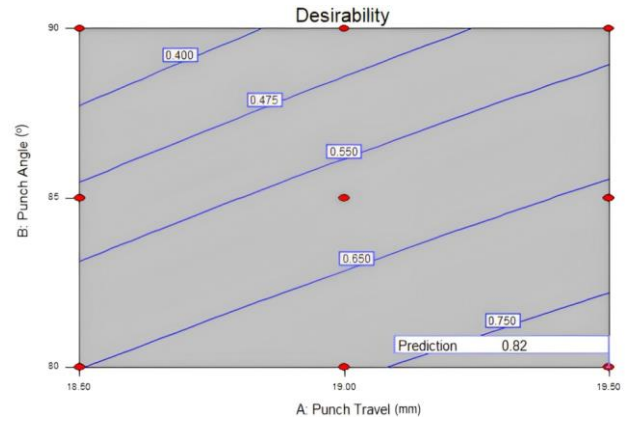 Desirability
90
0.400
0.475
0.550
B: Punch Angle (º)
85
0.650
0.750
Prediction 0.82
80
18.50 19.00 19.50
A: Punch Travel (mm)